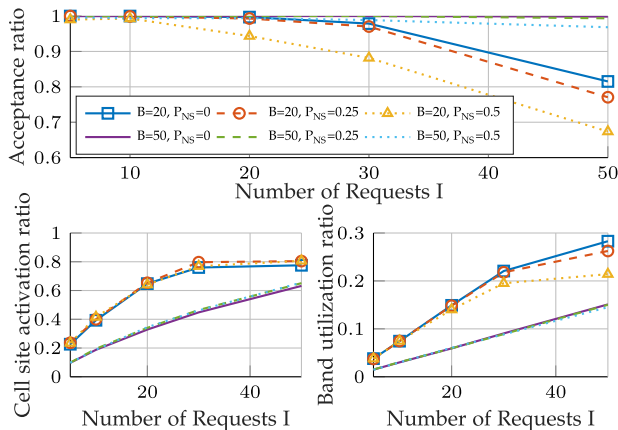 Acceptance ratio
1
0.9
0.8
0.7
0.6
B=20, P_NS=0
B=20, P_NS=0.25
B=20, P_NS=0.5
B=50, P_NS=0
B=50, P_NS=0.25
B=50, P_NS=0.5
10 20 30 40 50
Number of Requests I
Cell site activation ratio
1
0.8
0.6
0.4
0.2
0
20 40
Number of Requests I
Band utilization ratio
0.3
0.2
0.1
0
20 40
Number of Requests I